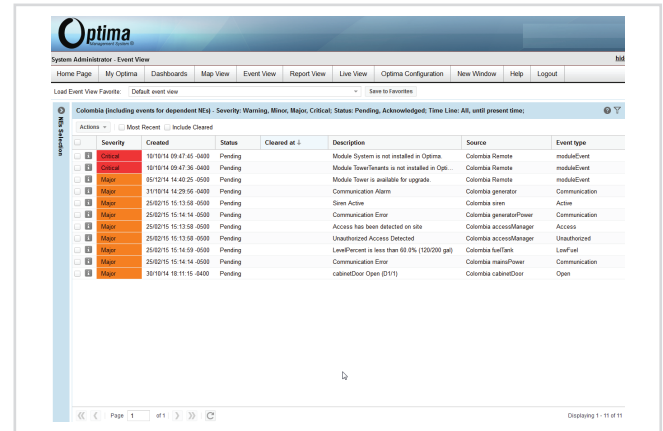 Optima
Management System ®
System Administrator - Event View
hid
Home Page My Optima Dashboards Map View Event View Report View Live View Optima Configuration New Window Help Logout
Load Event View Favorite: Default event view Save to Favorites
NEs Selection
Colombia (including events for dependent NEs) - Severity: Warning, Minor, Major, Critical; Status: Pending, Acknowledged; Time Line: All, until present time;
Actions Most Recent Include Cleared
Severity Created Status Cleared at Description Source Event type
Critical 10/10/14 09:47:45 -0400 Pending Module System is not installed in Optima. Colombia Remote moduleEvent
Critical 10/10/14 09:47:36 -0400 Pending Module TowerTenants is not installed in Opti... Colombia Remote moduleEvent
Major 05/12/14 14:40:25 -0500 Pending Module Tower is available for upgrade. Colombia Remote moduleEvent
Major 31/10/14 14:29:56 -0400 Pending Communication Alarm Colombia generator Communication
Major 25/02/15 15:13:58 -0500 Pending Siren Active Colombia siren Active
Major 25/02/15 15:14:14 -0500 Pending Communication Error Colombia generatorPower Communication
Major 25/02/15 15:13:58 -0500 Pending Access has been detected on site Colombia accessManager Access
Major 25/02/15 15:13:58 -0500 Pending Unauthorized Access Detected Colombia accessManager Unauthorized
Major 25/02/15 15:14:59 -0500 Pending LevelPercent is less than 60.0% (120/200 gal) Colombia fuelTank LowFuel
Major 25/02/15 15:14:14 -0500 Pending Communication Error Colombia mainsPower Communication
Major 30/10/14 18:11:15 -0400 Pending cabinetDoor Open (D1/1) Colombia cabinetDoor Open
Page 1 of 1 Displaying 1 - 11 of 11